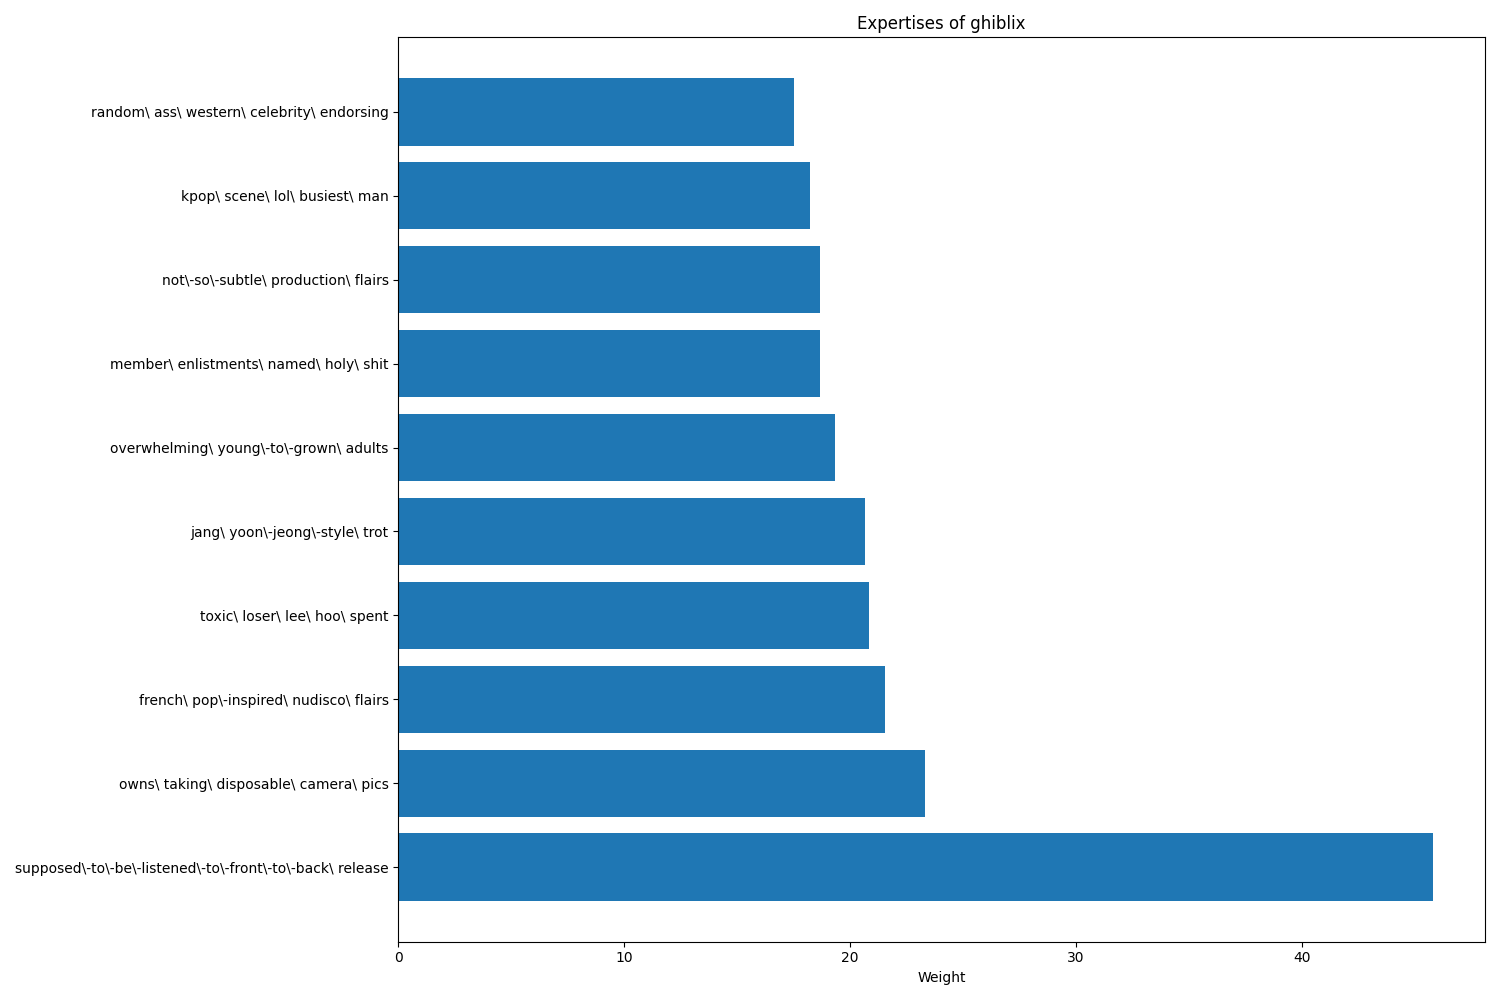 Expertises of ghiblix
random\ ass\ western\ celebrity\ endorsing
kpop\ scene\ lol\ busiest\ man
not\-so\-subtle\ production\ flairs
member\ enlistments\ named\ holy\ shit
overwhelming\ young\-to\-grown\ adults
jang\ yoon\-jeong\-style\ trot
toxic\ loser\ lee\ hoo\ spent
french\ pop\-inspired\ nudisco\ flairs
owns\ taking\ disposable\ camera\ pics
supposed\-to\-be\-listened\-to\-front\-to\-back\ release
0 10 20 30 40
Weight